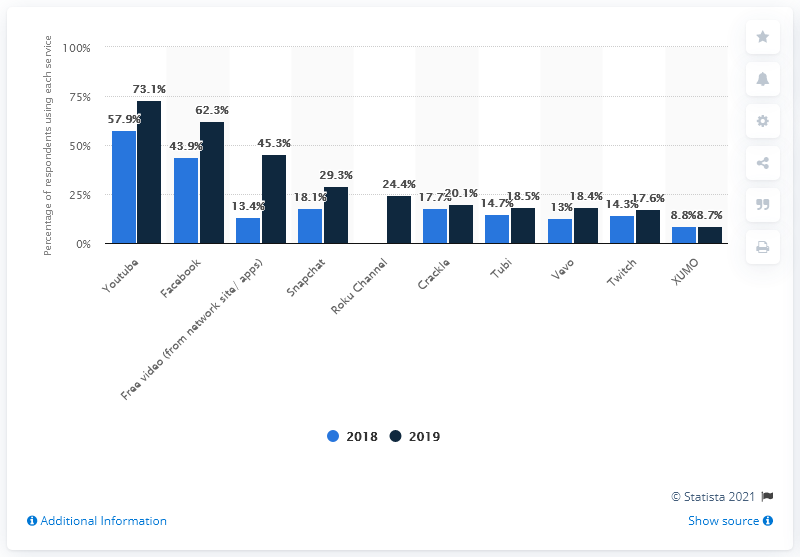 Percentage of respondents using each service
100%
75%
50%
25%
0%
57.9%
73.1%
43.9%
62.3%
13.4%
45.3%
18.1%
29.3%
24.4%
17.7%
20.1%
14.7%
18.5%
13%
18.4%
14.3%
17.6%
8.8%
8.7%
Youtube
Facebook
Free video (from network site/ apps)
Snapchat
Roku Channel
Crackle
Tubi
Vevo
Twitch
XUMO
2018 2019
© Statista 2021
Additional Information
Show source